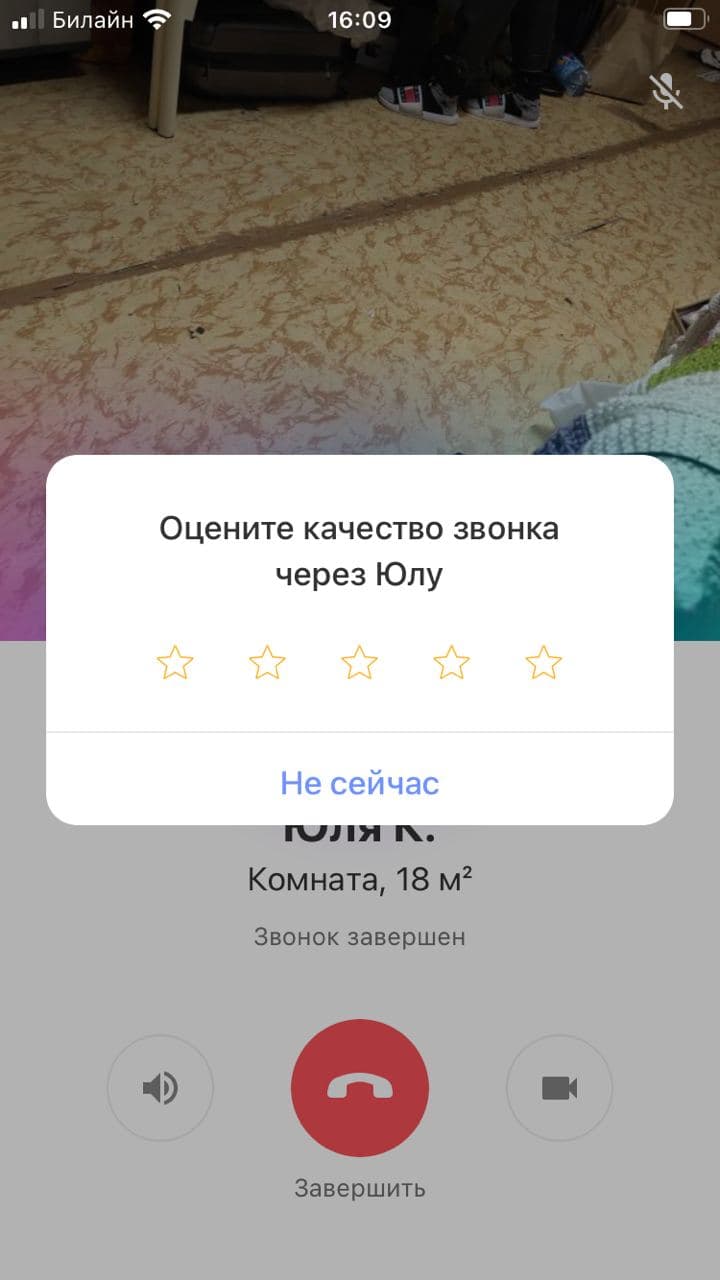 Билайн 16:09
Оцените качество звонка
через Юлу
Не сейчас
Юля К.
Комната, 18 м²
Звонок завершен
Завершить